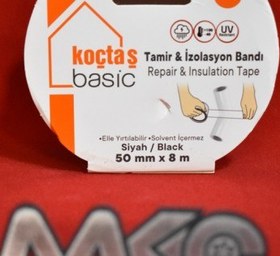 UV
koçtaş
basic
Tamir & İzolasyon Bandı
Repair & Insulation Tape
•Elle Yırtılabilir •Solvent İçermez
Siyah / Black
50 mm x 8 m